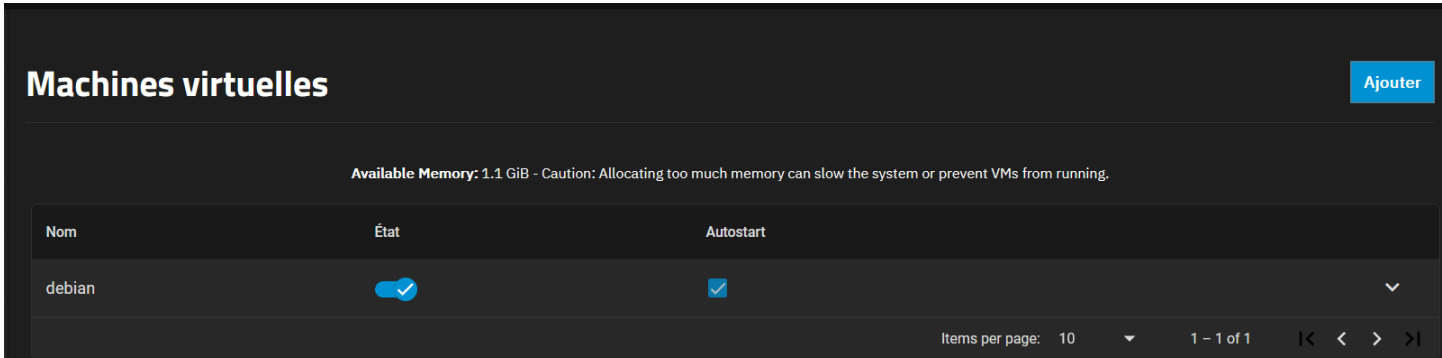 Machines virtuelles
Ajouter
Available Memory: 1.1 GiB - Caution: Allocating too much memory can slow the system or prevent VMs from running.
Nom État Autostart
debian
Items per page: 10 1 – 1 of 1